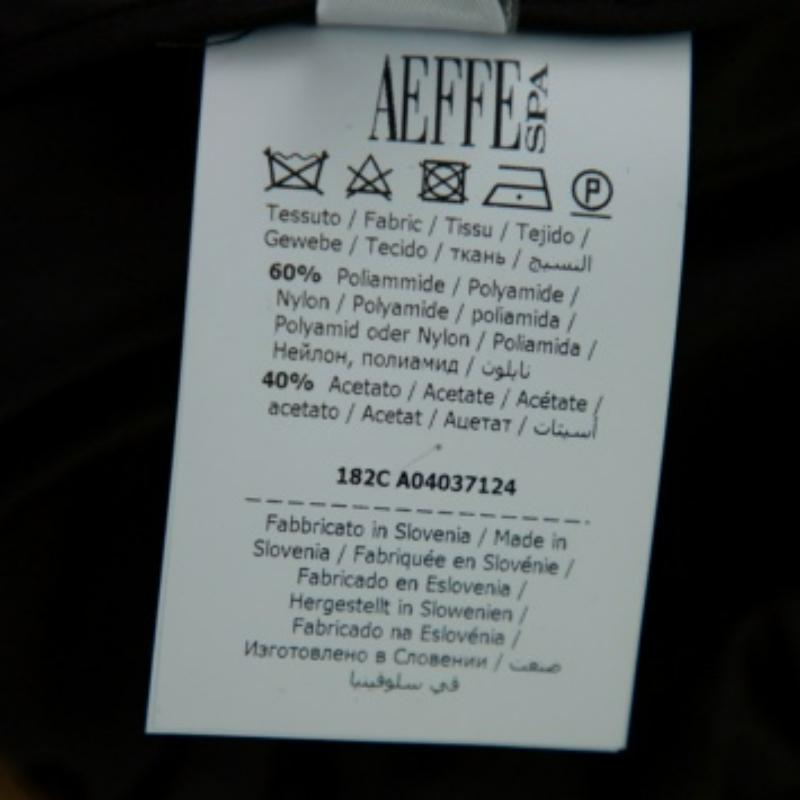 AEFFE SPA
P
Tessuto / Fabric / Tissu / Tejido /
Gewebe / Tecido / ткань / النسيج
60% Poliammide / Polyamide /
Nylon / Polyamide / poliamida /
Polyamid oder Nylon / Poliamida /
Нейлон, полиамид / نايلون
40% Acetato / Acetate / Acétate /
acetato / Acetat / Ацетат / أسيتات
182C A04037124
Fabbricato in Slovenia / Made in
Slovenia / Fabriquée en Slovénie /
Fabricado en Eslovenia /
Hergestellt in Slowenien /
Fabricado na Eslovénia /
Изготовлено в Словении / صنعت
في سلوفينيا